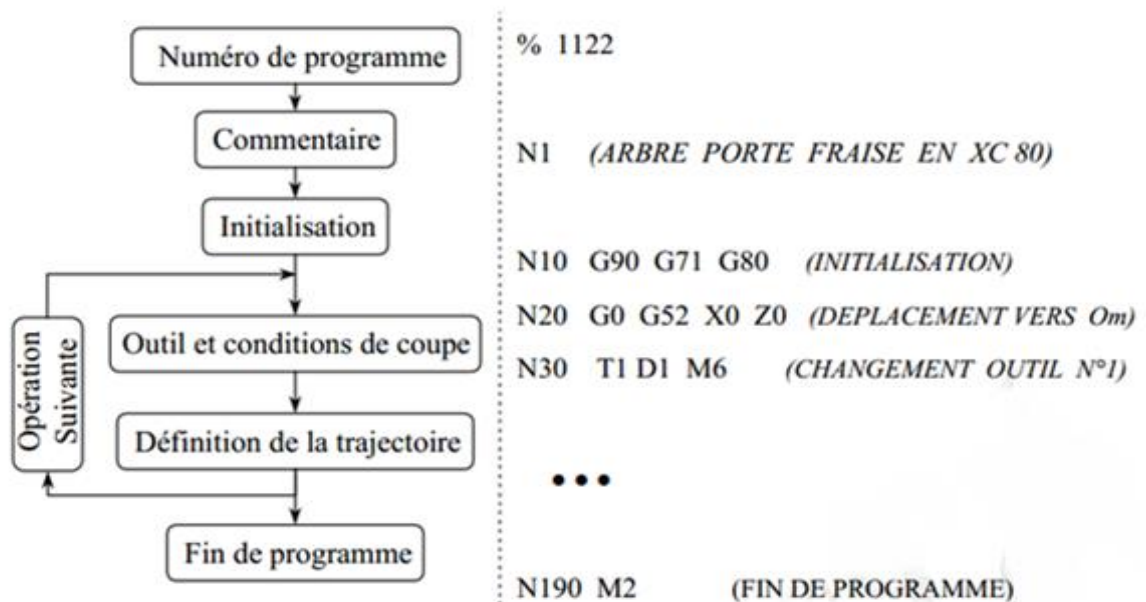 Numéro de programme
Commentaire
Initialisation
Opération
Suivante
Outil et conditions de coupe
Définition de la trajectoire
Fin de programme
% 1122
N1 (ARBRE PORTE FRAISE EN XC 80)
N10 G90 G71 G80 (INITIALISATION)
N20 G0 G52 X0 Z0 (DEPLACEMENT VERS Om)
N30 T1 D1 M6 (CHANGEMENT OUTIL N°1)
•••
N190 M2 (FIN DE PROGRAMME)